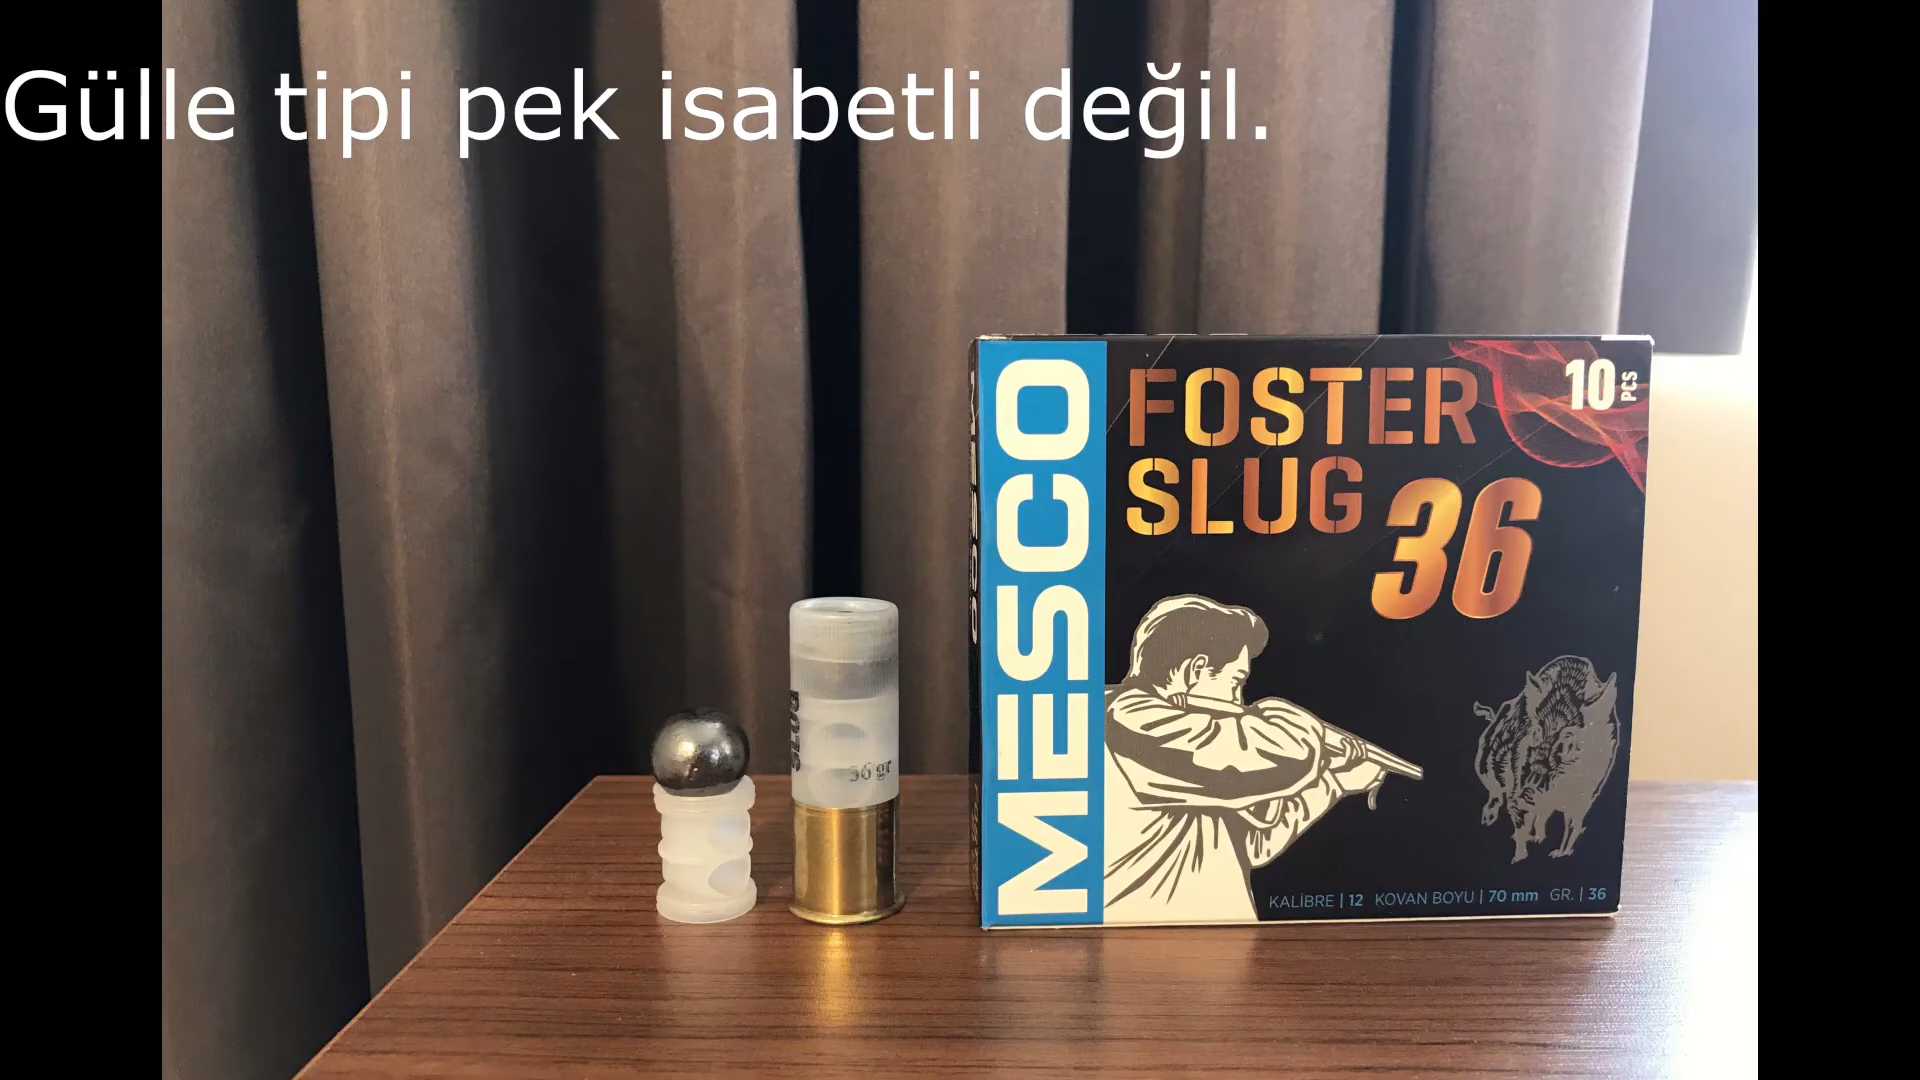 Gülle tipi pek isabetli değil.
MESCO
FOSTER
SLUG
36
10 PCS
36 gr
KALİBRE | 12 KOVAN BOYU | 70 mm GR. | 36